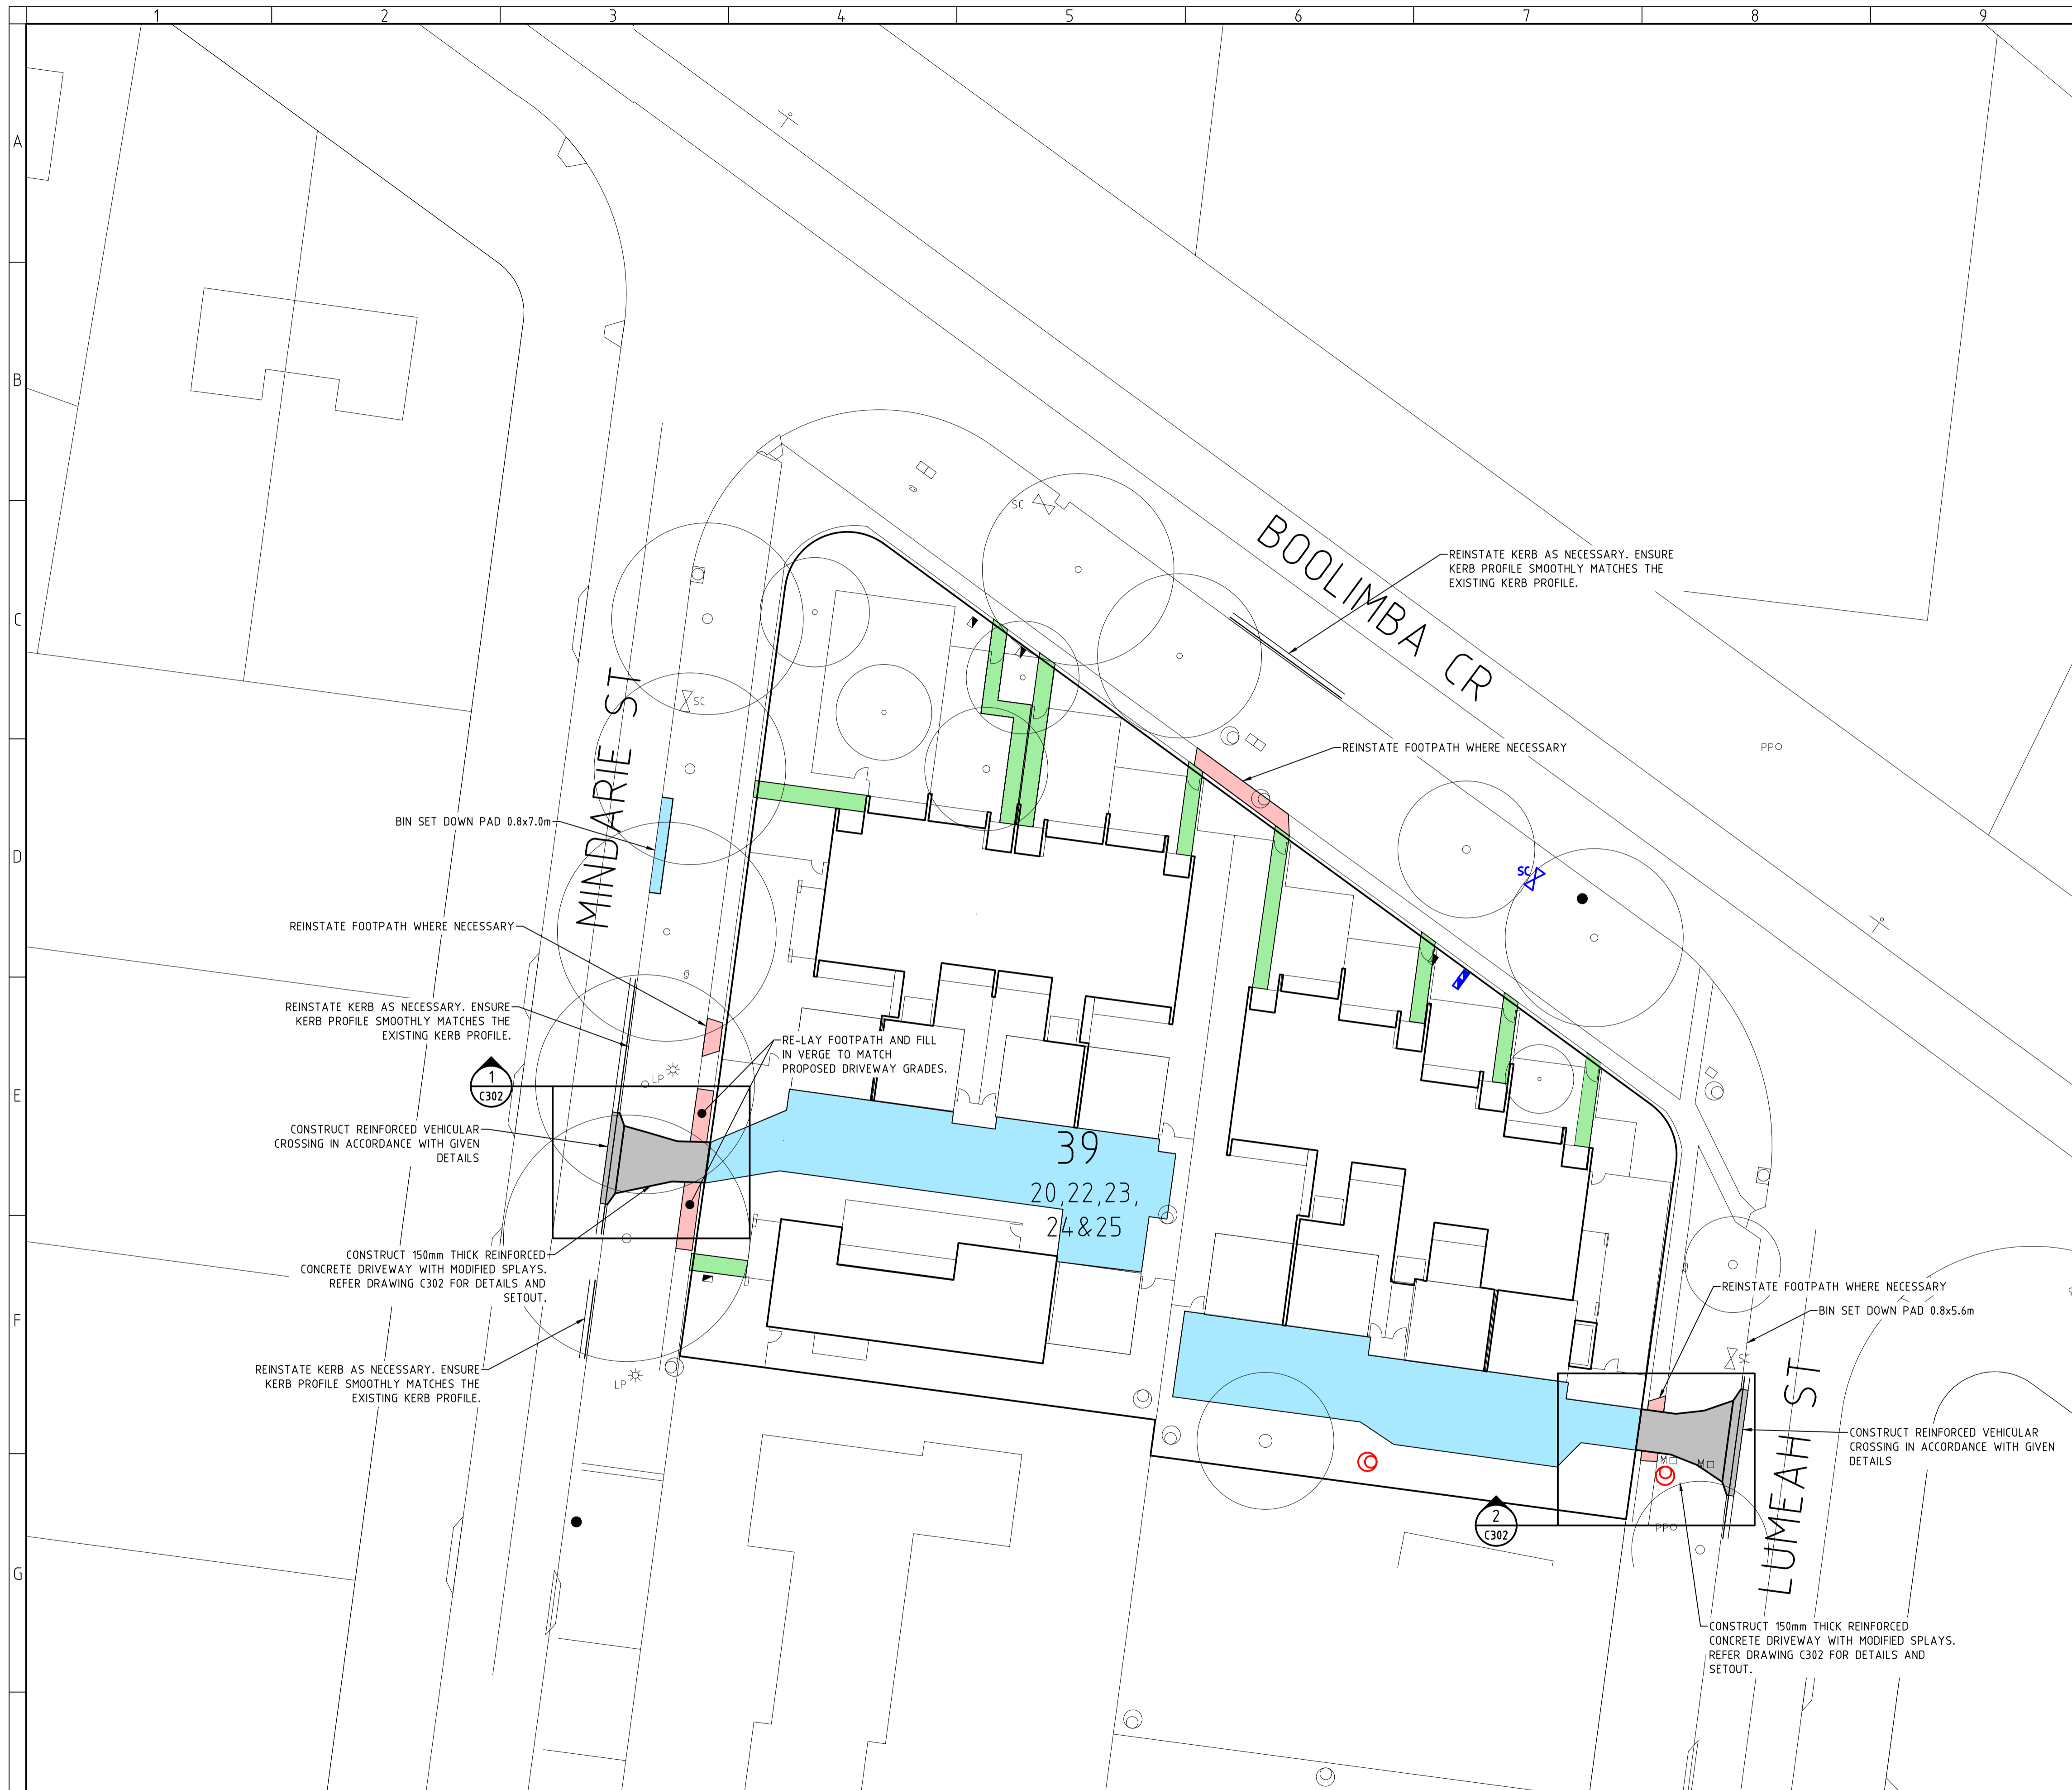 1 2 3 4 5 6 7 8 9
A
B
C
D
E
F
G
SC
BOOLIMBA CR
REINSTATE KERB AS NECESSARY. ENSURE
KERB PROFILE SMOOTHLY MATCHES THE
EXISTING KERB PROFILE.
SC
MINDARIE ST
REINSTATE FOOTPATH WHERE NECESSARY
PP
BIN SET DOWN PAD 0.8x7.0m
SC
REINSTATE FOOTPATH WHERE NECESSARY
REINSTATE KERB AS NECESSARY. ENSURE
KERB PROFILE SMOOTHLY MATCHES THE
EXISTING KERB PROFILE.
RE-LAY FOOTPATH AND FILL
IN VERGE TO MATCH
PROPOSED DRIVEWAY GRADES.
LP
1
C302
CONSTRUCT REINFORCED VEHICULAR
CROSSING IN ACCORDANCE WITH GIVEN
DETAILS
39
20,22,23,
24&25
CONSTRUCT 150mm THICK REINFORCED
CONCRETE DRIVEWAY WITH MODIFIED SPLAYS.
REFER DRAWING C302 FOR DETAILS AND
SETOUT.
REINSTATE KERB AS NECESSARY. ENSURE
KERB PROFILE SMOOTHLY MATCHES THE
EXISTING KERB PROFILE.
LP
REINSTATE FOOTPATH WHERE NECESSARY
BIN SET DOWN PAD 0.8x5.6m
SC
LUMEAH ST
CONSTRUCT REINFORCED VEHICULAR
CROSSING IN ACCORDANCE WITH GIVEN
DETAILS
M
M
2
C302
PP
CONSTRUCT 150mm THICK REINFORCED
CONCRETE DRIVEWAY WITH MODIFIED SPLAYS.
REFER DRAWING C302 FOR DETAILS AND
SETOUT.